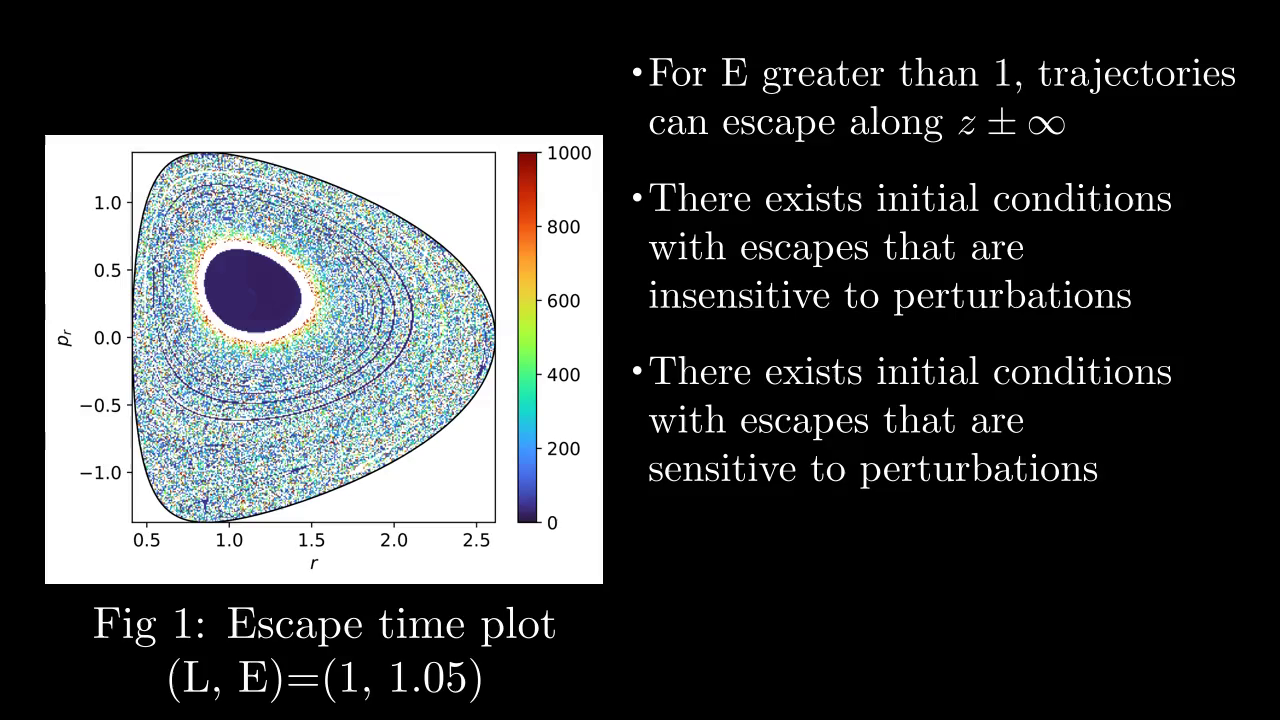 •For E greater than 1, trajectories
can escape along z ± ∞
•There exists initial conditions
with escapes that are
insensitive to perturbations
•There exists initial conditions
with escapes that are
sensitive to perturbations
1.0
0.5
0.0
−0.5
−1.0
p_r
0.5 1.0 1.5 2.0 2.5
r
1000
800
600
400
200
0
Fig 1: Escape time plot
(L, E)=(1, 1.05)